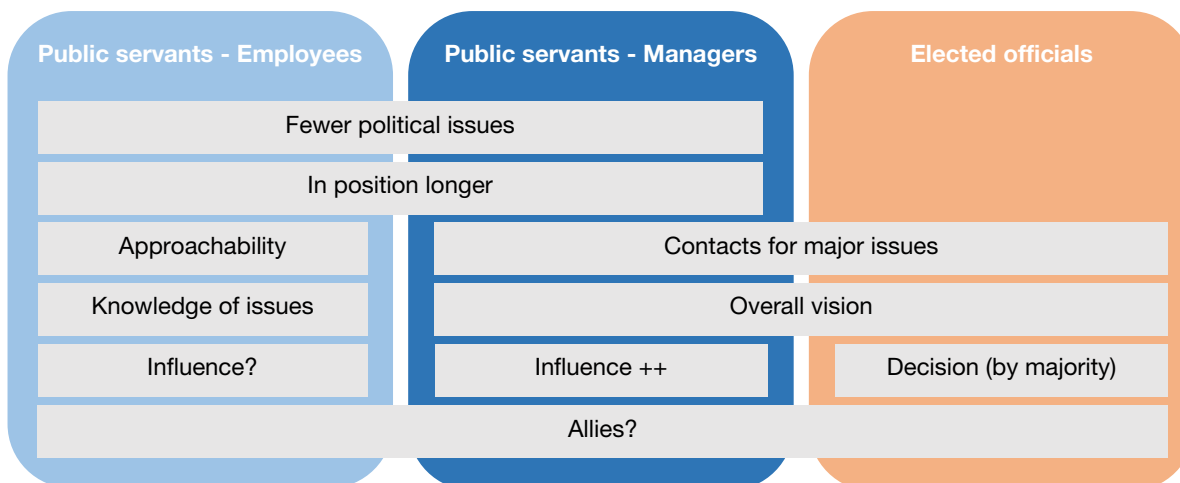 Public servants - Employees
Public servants - Managers
Elected officials
Fewer political issues
In position longer
Approachability
Contacts for major issues
Knowledge of issues
Overall vision
Influence?
Influence ++
Decision (by majority)
Allies?